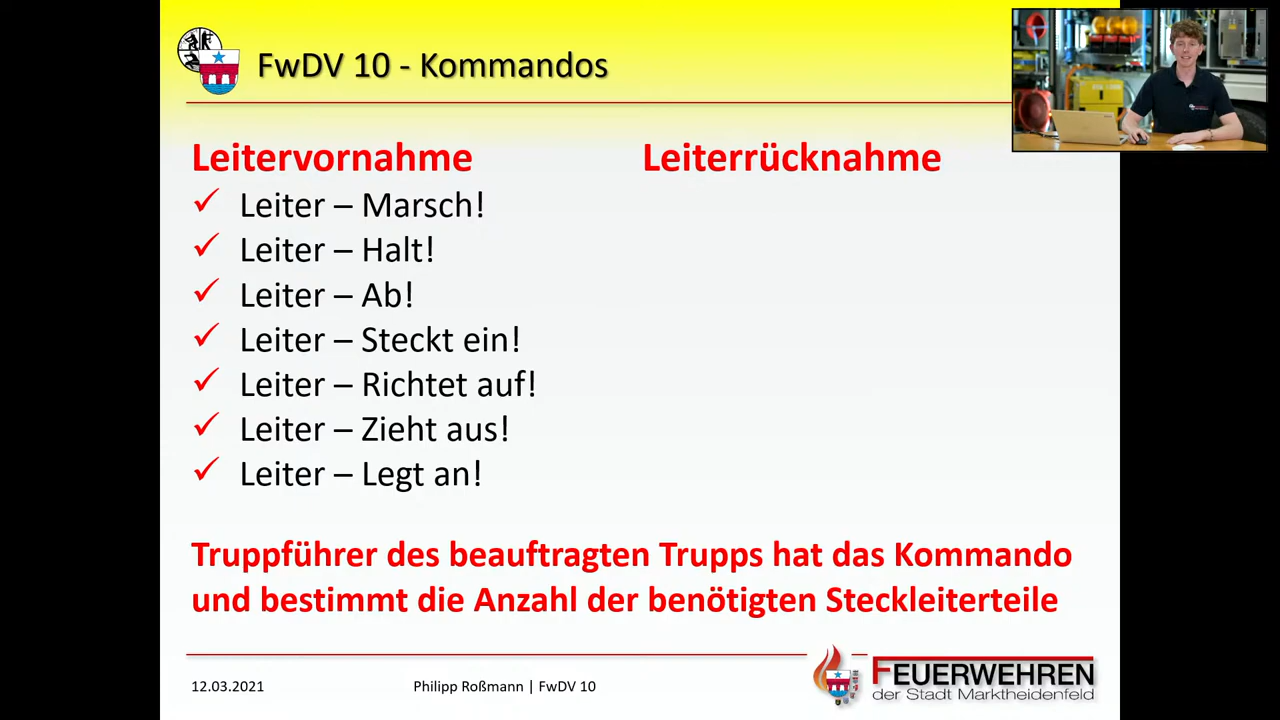 FwDV 10 - Kommandos
Leitervornahme
Leiter – Marsch!
Leiter – Halt!
Leiter – Ab!
Leiter – Steckt ein!
Leiter – Richtet auf!
Leiter – Zieht aus!
Leiter – Legt an!
Leiterrücknahme
Truppführer des beauftragten Trupps hat das Kommando
und bestimmt die Anzahl der benötigten Steckleiterteile
12.03.2021
Philipp Roßmann | FwDV 10
FEUERWEHREN
der Stadt Marktheidenfeld